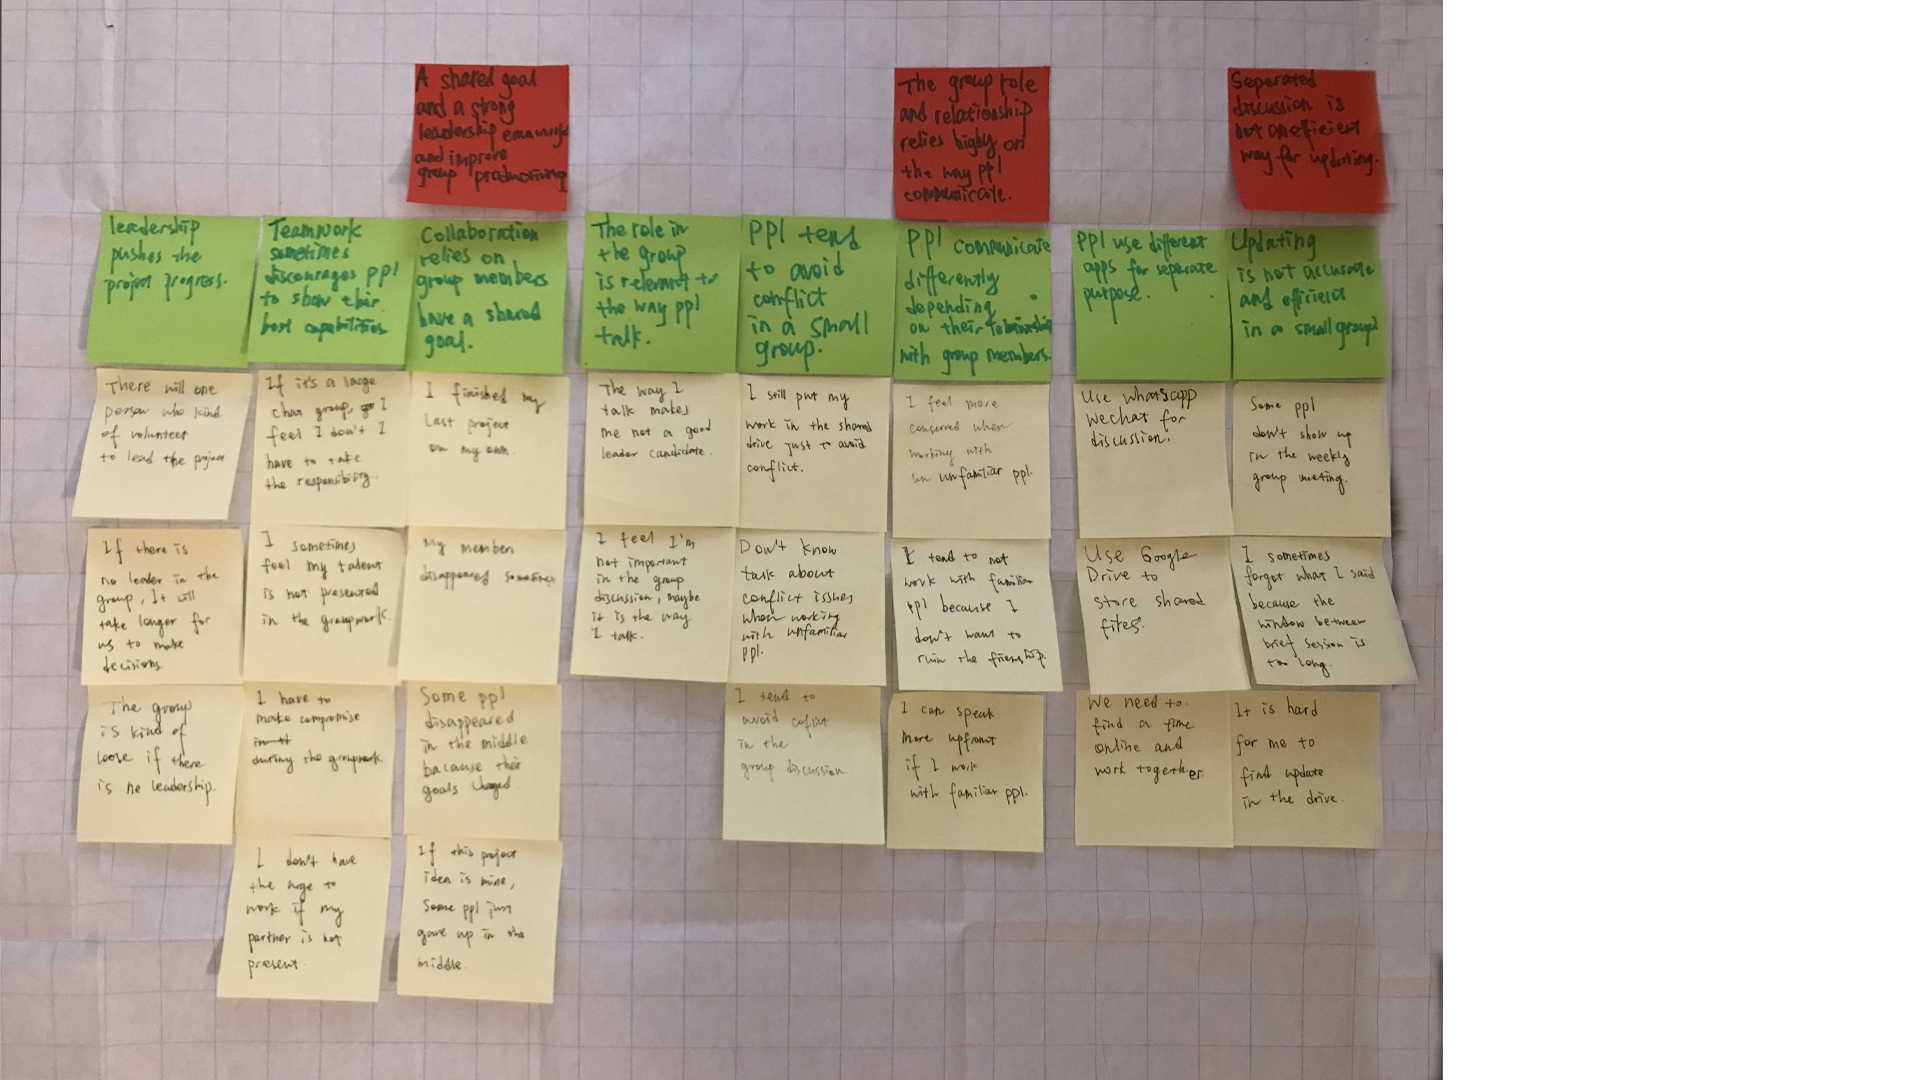 A shared goal
and a strong
leadership
and improve
group
The group role
and relationship
relies highy on
the way ppl
communicate.
Seperated
discussion is
way for updating.
leadership
pushes the
project progress.
Teamwork
sometimes
discourages ppl
to show their
best capabilities
Collaboration
relies on
group members
have a shared
goal.
The role in
the group
is relevant to
the way ppl
talk.
PPl tend
to avoid
conflict
in a small
group.
PPl communicate
differently
depending
on their relationship
with group members.
PPl use different
apps for separate
purpose.
Updating
is not accurate
and efficient
in a small group?
There will one
person who kind
of volunteer
to lead the project
If it's a large
chat group, I
feel I don't I
have to take
the responsibility.
I finished my
last project
on my own.
The way I
talk makes
me not a good
leader candidate.
I still put my
work in the shared
drive just to avoid
conflict.
I feel more
conserved when
working with
un unfamiliar ppl.
Use whatsapp
wechat for
discussion.
Some ppl
don't show up
in the weekly
group meeting.
If there is
no leader in the
group, It will
take longer for
us to make
decisions.
I sometimes
feel my talent
is not presented
in the groupwork.
My members
disappeared sometimes
I feel I'm
not important
in the group
discussion, maybe
it is the way
I talk.
Don't know
task about
conflict issues
when working
with unfamiliar
ppl.
I tend to not
work with familiar
ppl because I
don't want to
ruin the frienship.
Use Google
Drive to
store shared
files.
I sometimes
forgot what I said
because the
window between
brief session is
too long.
The group
is kind of
loose if there
is no leadership.
I have to
make compromise
during the groupwork
Some ppl
disappeared
in the middle
bacause their
goals changed.
I tend to
avoid coflict
in the
group discussion
I can speak
more upfront
if I work
with familiar ppl.
We need to
find a time
online and
work together.
It is hard
for me to
find update
in the drive.
I don't have
the urge to
work if my
partner is not
present.
If this project
idea is mine,
some ppl just
gave up in the
middle.